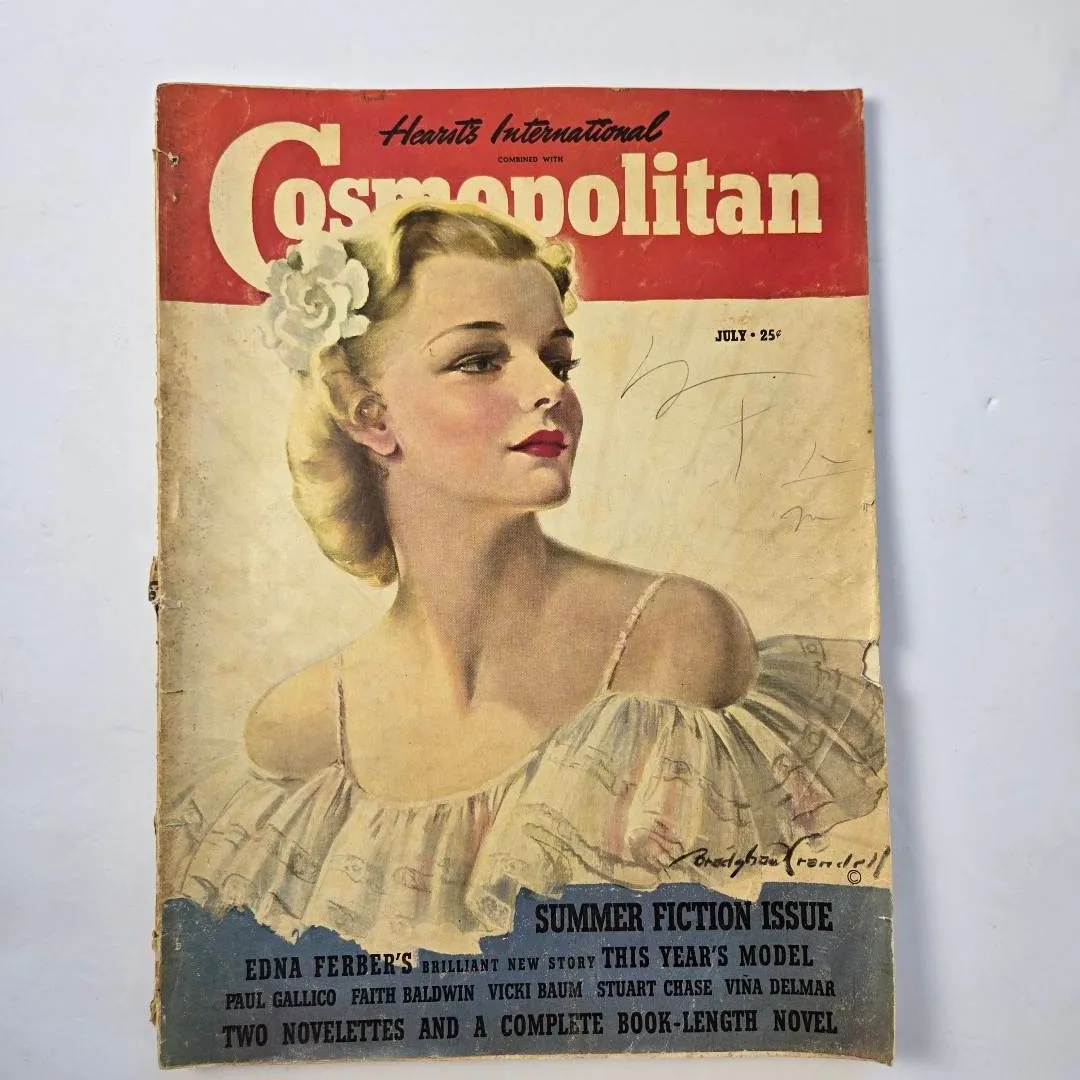 Hearst's International
COMBINED WITH
Cosmopolitan
JULY • 25¢
Bradshaw Crandell
©
SUMMER FICTION ISSUE
EDNA FERBER'S BRILLIANT NEW STORY THIS YEAR'S MODEL
PAUL GALLICO FAITH BALDWIN VICKI BAUM STUART CHASE VIÑA DELMAR
TWO NOVELETTES AND A COMPLETE BOOK-LENGTH NOVEL